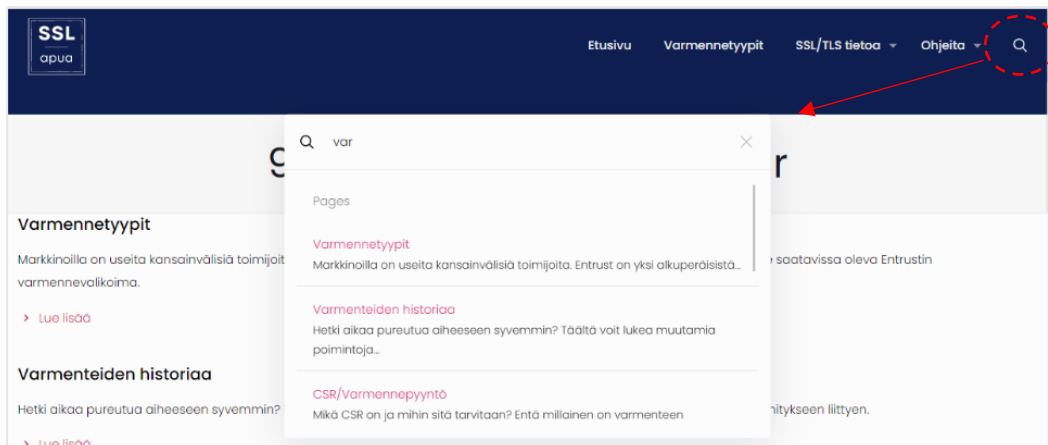 SSL
apua
Etusivu Varmennetyypit SSL/TLS tietoa Ohjeita
var
r
Pages
Varmennetyypit
Varmennetyypit
Markkinoilla on useita kansainvälisiä toimijoita. Entrust on yksi alkuperäisistä...
Markkinoilla on useita kansainvälisiä saatavissa oleva Entrustin
varmennevalikoima.
Lue lisää
Varmenteiden historiaa
Hetki aikaa pureutua aiheeseen syvemmin? Täältä voit lukea muutamia
poimintoja...
Varmenteiden historiaa
CSR/Varmennepyyntö
Hetki aikaa pureutua aiheeseen syvemmin? liittyen.
Mikä CSR on ja mihin sitä tarvitaan? Entä millainen on varmenteen
Lue lisää